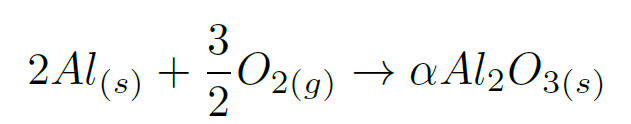 2Al(s) + 3/2 O2(g) → αAl2O3(s)